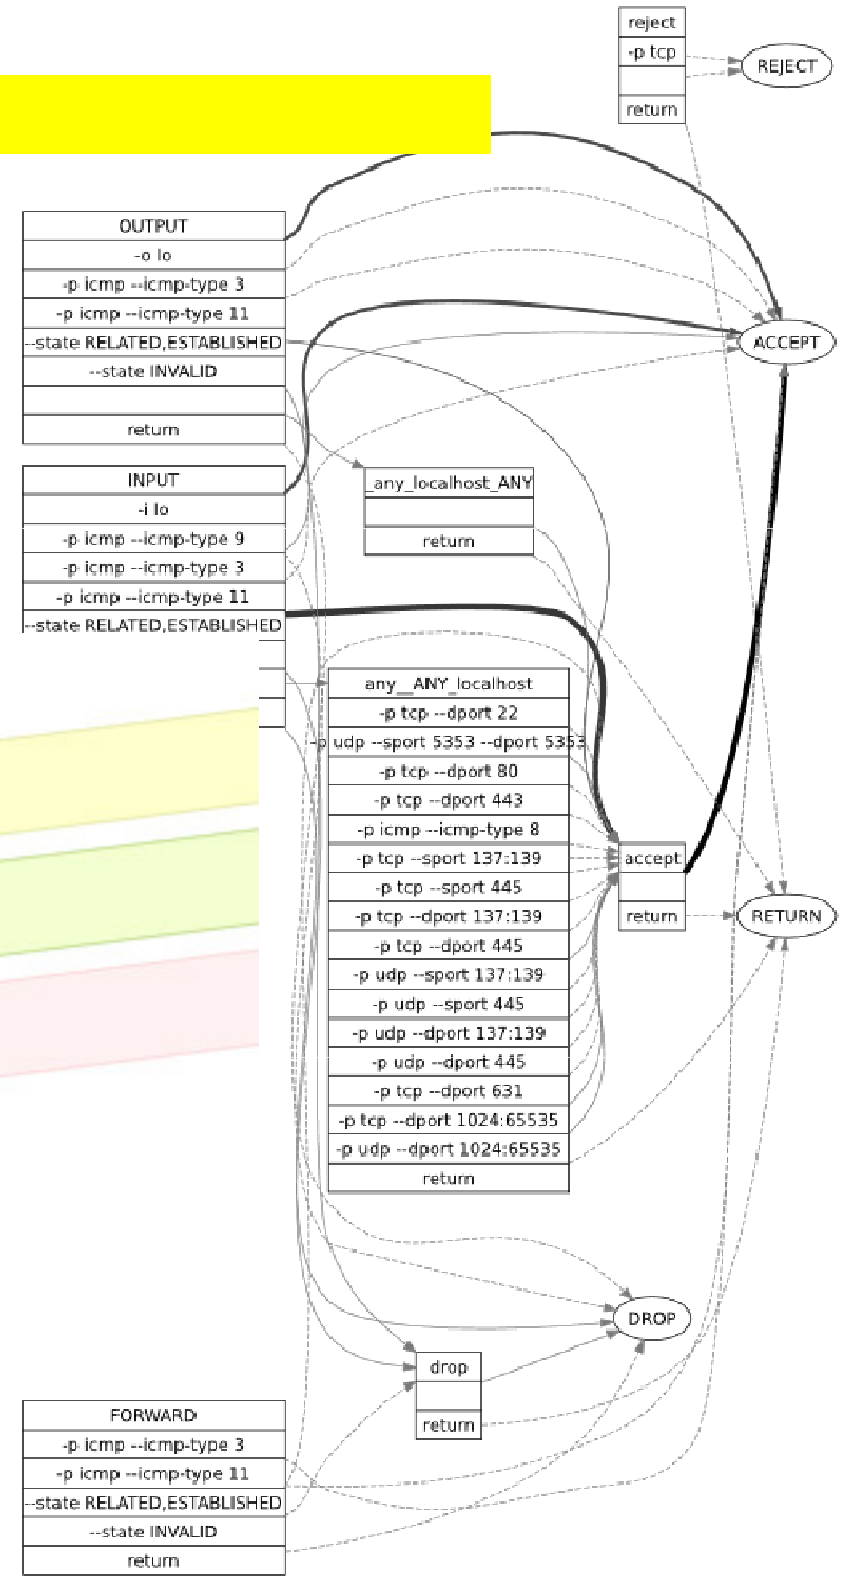 reject
-p tcp
return
REJECT
OUTPUT
-o lo
-p icmp --icmp-type 3
-p icmp --icmp-type 11
--state RELATED,ESTABLISHED
--state INVALID
return
ACCEPT
INPUT
-i lo
-p icmp --icmp-type 9
-p icmp --icmp-type 3
-p icmp --icmp-type 11
--state RELATED,ESTABLISHED
_any_localhost_ANY
return
any__ANY_localhost
-p tcp --dport 22
-p udp --sport 5353 --dport 5353
-p tcp --dport 80
-p tcp --dport 443
-p icmp --icmp-type 8
-p tcp --sport 137:139
-p tcp --sport 445
-p tcp --dport 137:139
-p tcp --dport 445
-p udp --sport 137:139
-p udp --sport 445
-p udp --dport 137:139
-p udp --dport 445
-p tcp --dport 631
-p tcp --dport 1024:65535
-p udp --dport 1024:65535
return
accept
return
RETURN
DROP
drop
return
FORWARD
-p icmp --icmp-type 3
-p icmp --icmp-type 11
--state RELATED,ESTABLISHED
--state INVALID
return